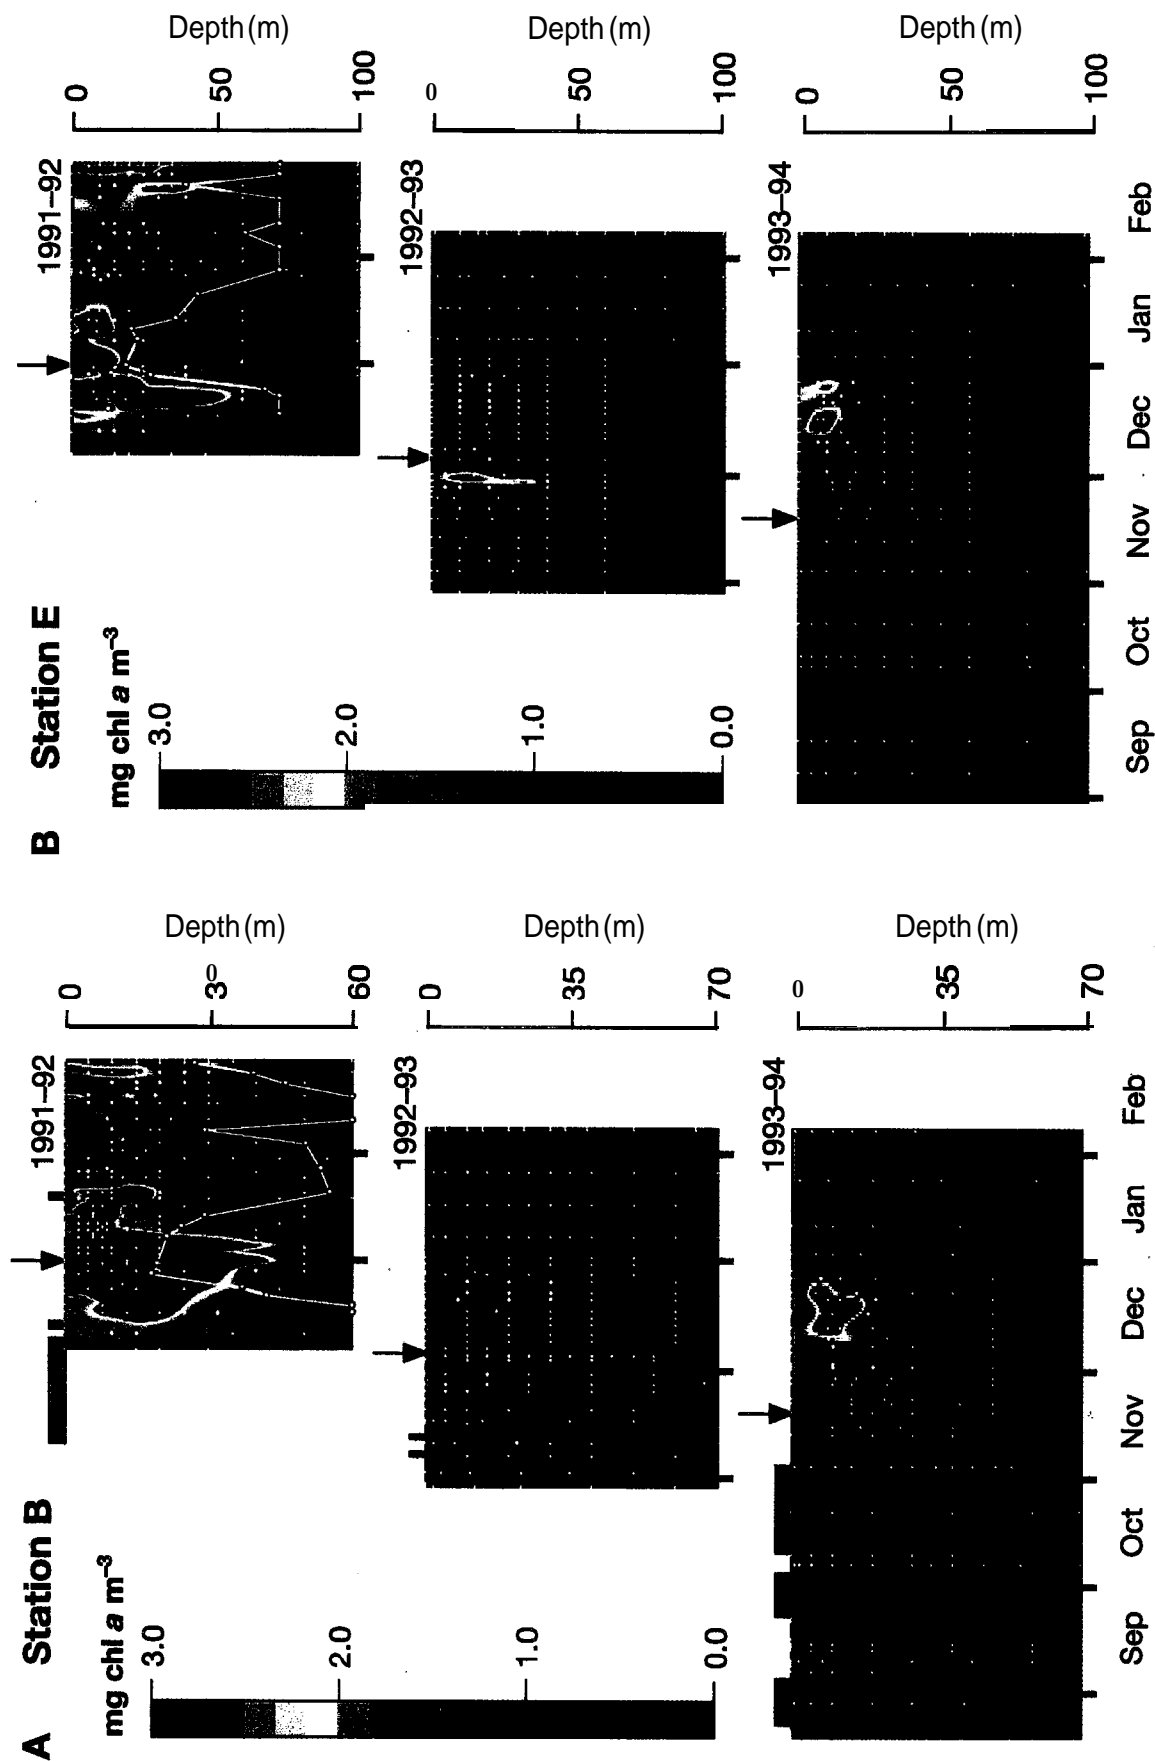 A Station B
mg chl a m⁻³
3.0
2.0
1.0
0.0
1991–92
0
30
60
Depth (m)
1992–93
0
35
70
Depth (m)
1993–94
0
35
70
Depth (m)
Sep Oct Nov Dec Jan Feb
B Station E
mg chl a m⁻³
3.0
2.0
1.0
0.0
1991–92
0
50
100
Depth (m)
1992–93
0
50
100
Depth (m)
1993–94
0
50
100
Depth (m)
Sep Oct Nov Dec Jan Feb